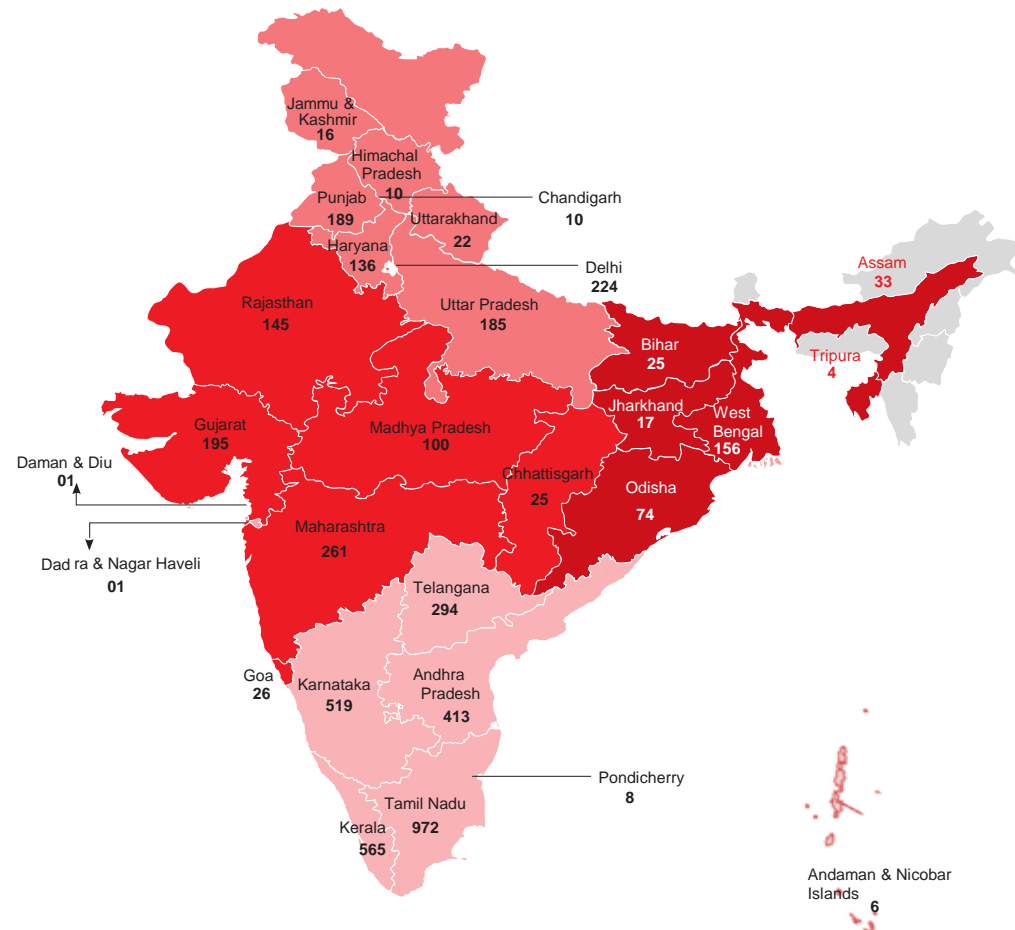 Jammu &
Kashmir
16
Himachal
Pradesh
10
Chandigarh
10
Punjab
189
Uttarakhand
22
Haryana
136
Delhi
224
Assam
33
Rajasthan
145
Uttar Pradesh
185
Bihar
25
Tripura
4
Jharkhand
17
West
Bengal
156
Gujarat
195
Madhya Pradesh
100
Daman & Diu
01
Chhattisgarh
25
Odisha
74
Maharashtra
261
Dad ra & Nagar Haveli
01
Telangana
294
Goa
26
Karnataka
519
Andhra
Pradesh
413
Pondicherry
8
Tamil Nadu
972
Kerala
565
Andaman & Nicobar
Islands
6